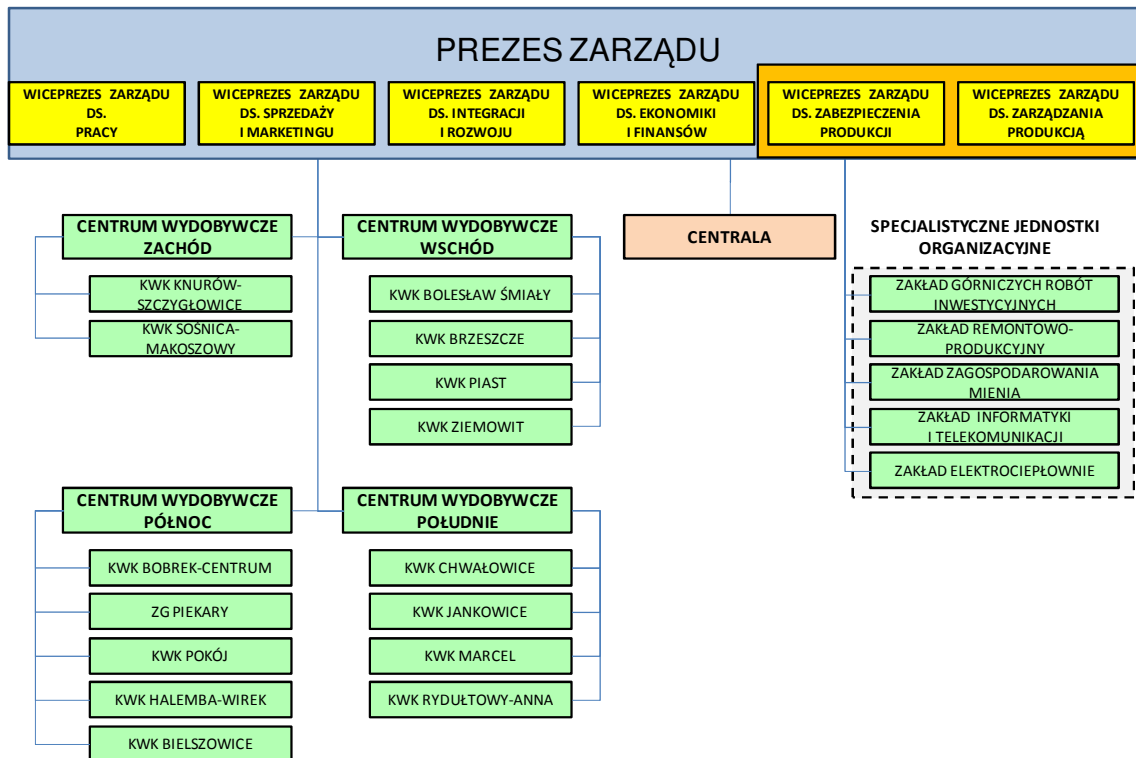 PREZES ZARZĄDU
WICEPREZES ZARZĄDU
DS.
PRACY
WICEPREZES ZARZĄDU
DS. SPRZEDAŻY
I MARKETINGU
WICEPREZES ZARZĄDU
DS. INTEGRACJI
I ROZWOJU
WICEPREZES ZARZĄDU
DS. EKONOMIKI
I FINANSÓW
WICEPREZES ZARZĄDU
DS. ZABEZPIECZENIA
PRODUKCJI
WICEPREZES ZARZĄDU
DS. ZARZĄDZANIA
PRODUKCJĄ
CENTRUM WYDOBYWCZE
ZACHÓD
KWK KNURÓW-
SZCZYGŁOWICE
KWK SOŚNICA-
MAKOSZOWY
CENTRUM WYDOBYWCZE
WSCHÓD
KWK BOLESŁAW ŚMIAŁY
KWK BRZESZCZE
KWK PIAST
KWK ZIEMOWIT
CENTRALA
SPECJALISTYCZNE JEDNOSTKI
ORGANIZACYJNE
ZAKŁAD GÓRNICZYCH ROBÓT
INWESTYCYJNYCH
ZAKŁAD REMONTOWO-
PRODUKCYJNY
ZAKŁAD ZAGOSPODAROWANIA
MIENIA
ZAKŁAD INFORMATYKI
I TELEKOMUNIKACJI
ZAKŁAD ELEKTROCIEPŁOWNIE
CENTRUM WYDOBYWCZE
PÓŁNOC
KWK BOBREK-CENTRUM
ZG PIEKARY
KWK POKÓJ
KWK HALEMBA-WIREK
KWK BIELSZOWICE
CENTRUM WYDOBYWCZE
POŁUDNIE
KWK CHWAŁOWICE
KWK JANKOWICE
KWK MARCEL
KWK RYDUŁTOWY-ANNA